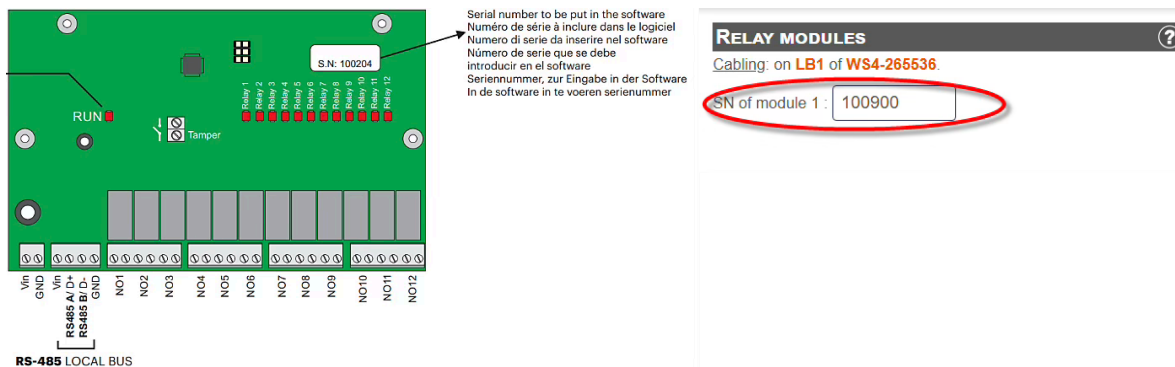 Serial number to be put in the software
Numéro de série à inclure dans le logiciel
Numero di serie da inserire nel software
Número de serie que se debe
introducir en el software
Seriennummer, zur Eingabe in der Software
In de software in te voeren serienummer
S.N: 100204
Relay 1
Relay 2
Relay 3
Relay 4
Relay 5
Relay 6
Relay 7
Relay 8
Relay 9
Relay 10
Relay 11
Relay 12
RUN
Tamper
Vin
GND
Vin
RS485 A/ D+
RS485 B/ D-
GND
NO1
NO2
NO3
NO4
NO5
NO6
NO7
NO8
NO9
NO10
NO11
NO12
RS-485 LOCAL BUS
RELAY MODULES
?
Cabling: on LB1 of WS4-265536.
SN of module 1 : 100900